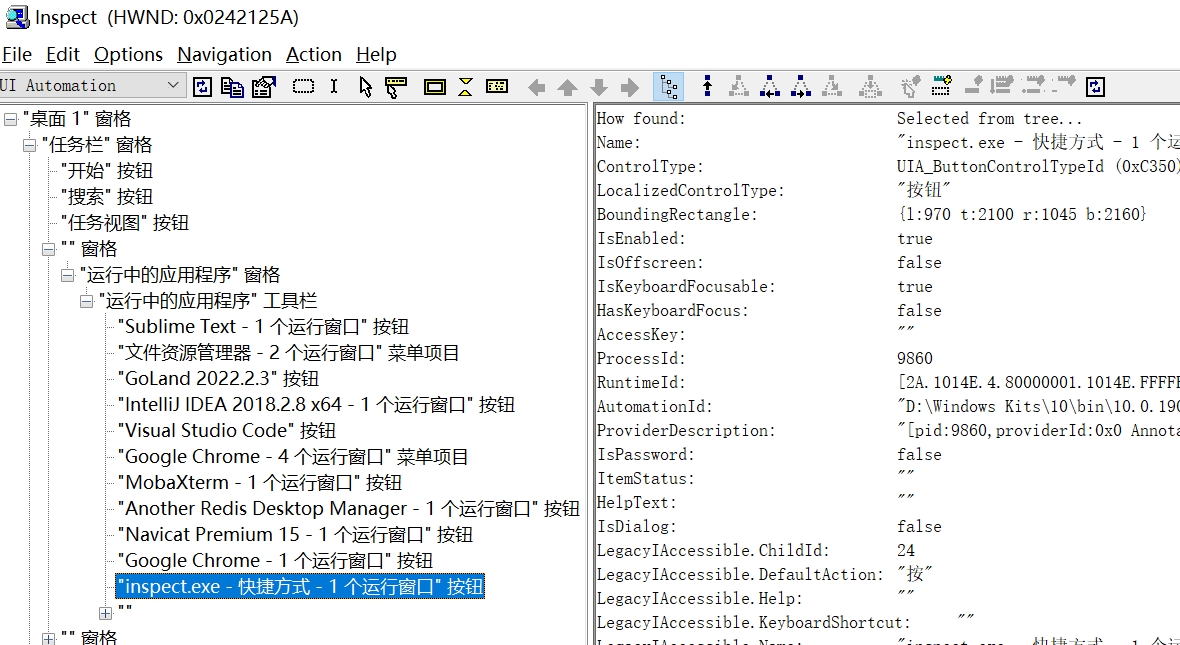 Inspect (HWND: 0x0242125A)
File Edit Options Navigation Action Help
UI Automation
"桌面 1" 窗格
"任务栏" 窗格
"开始" 按钮
"搜索" 按钮
"任务视图" 按钮
"" 窗格
"运行中的应用程序" 窗格
"运行中的应用程序" 工具栏
"Sublime Text - 1 个运行窗口" 按钮
"文件资源管理器 - 2 个运行窗口" 菜单项目
"GoLand 2022.2.3" 按钮
"IntelliJ IDEA 2018.2.8 x64 - 1 个运行窗口" 按钮
"Visual Studio Code" 按钮
"Google Chrome - 4 个运行窗口" 菜单项目
"MobaXterm - 1 个运行窗口" 按钮
"Another Redis Desktop Manager - 1 个运行窗口" 按钮
"Navicat Premium 15 - 1 个运行窗口" 按钮
"Google Chrome - 1 个运行窗口" 按钮
"inspect.exe - 快捷方式 - 1 个运行窗口" 按钮
""
"" 窗格
How found: Selected from tree...
Name: "inspect.exe - 快捷方式 - 1 个运
ControlType: UIA_ButtonControlTypeId (0xC350)
LocalizedControlType: "按钮"
BoundingRectangle: {l:970 t:2100 r:1045 b:2160}
IsEnabled: true
IsOffscreen: false
IsKeyboardFocusable: true
HasKeyboardFocus: false
AccessKey: ""
ProcessId: 9860
RuntimeId: [2A.1014E.4.80000001.1014E.FFFFF
AutomationId: "D:\Windows Kits\10\bin\10.0.190
ProviderDescription: "[pid:9860,providerId:0x0 Annota
IsPassword: false
ItemStatus: ""
HelpText: ""
IsDialog: false
LegacyIAccessible.ChildId: 24
LegacyIAccessible.DefaultAction: "按"
LegacyIAccessible.Help: ""
LegacyIAccessible.KeyboardShortcut: ""
LegacyIAccessible.Name: "inspect.exe - 快捷方式 - 1 个运